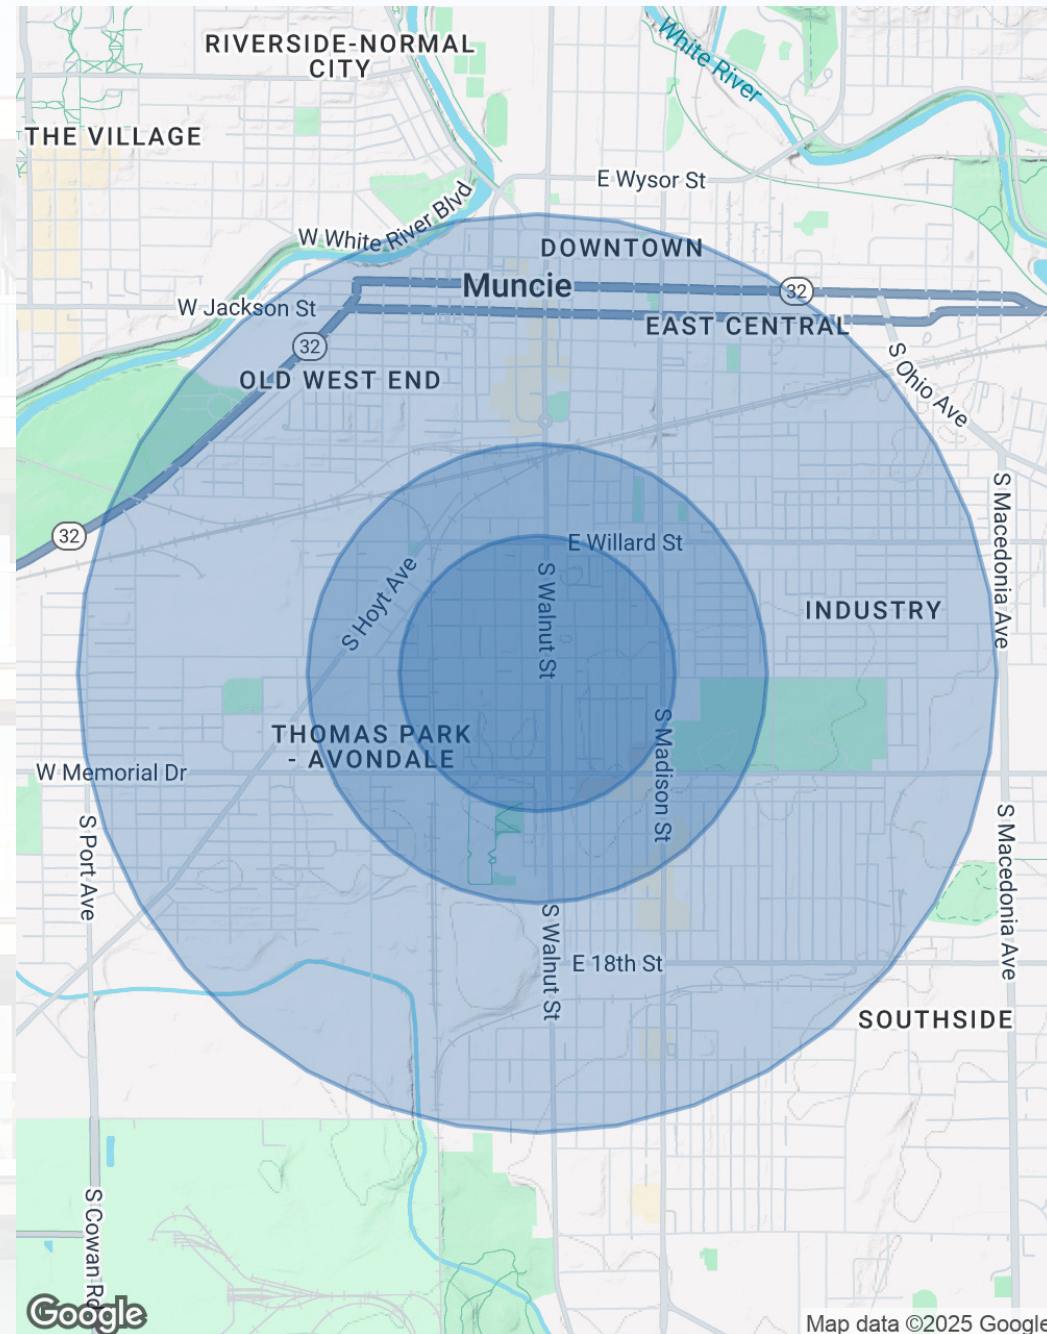 RIVERSIDE-NORMAL
CITY
White River
THE VILLAGE
E Wysor St
W White River Blvd
DOWNTOWN
Muncie
32
W Jackson St
EAST CENTRAL
32
S Ohio Ave
OLD WEST END
S Macedonia Ave
32
E Willard St
S Hoyt Ave
S Walnut St
INDUSTRY
THOMAS PARK
- AVONDALE
S Madison St
W Memorial Dr
S Port Ave
S Macedonia Ave
S Walnut St
E 18th St
SOUTHSIDE
S Cowan Rd
Google
Map data ©2025 Google